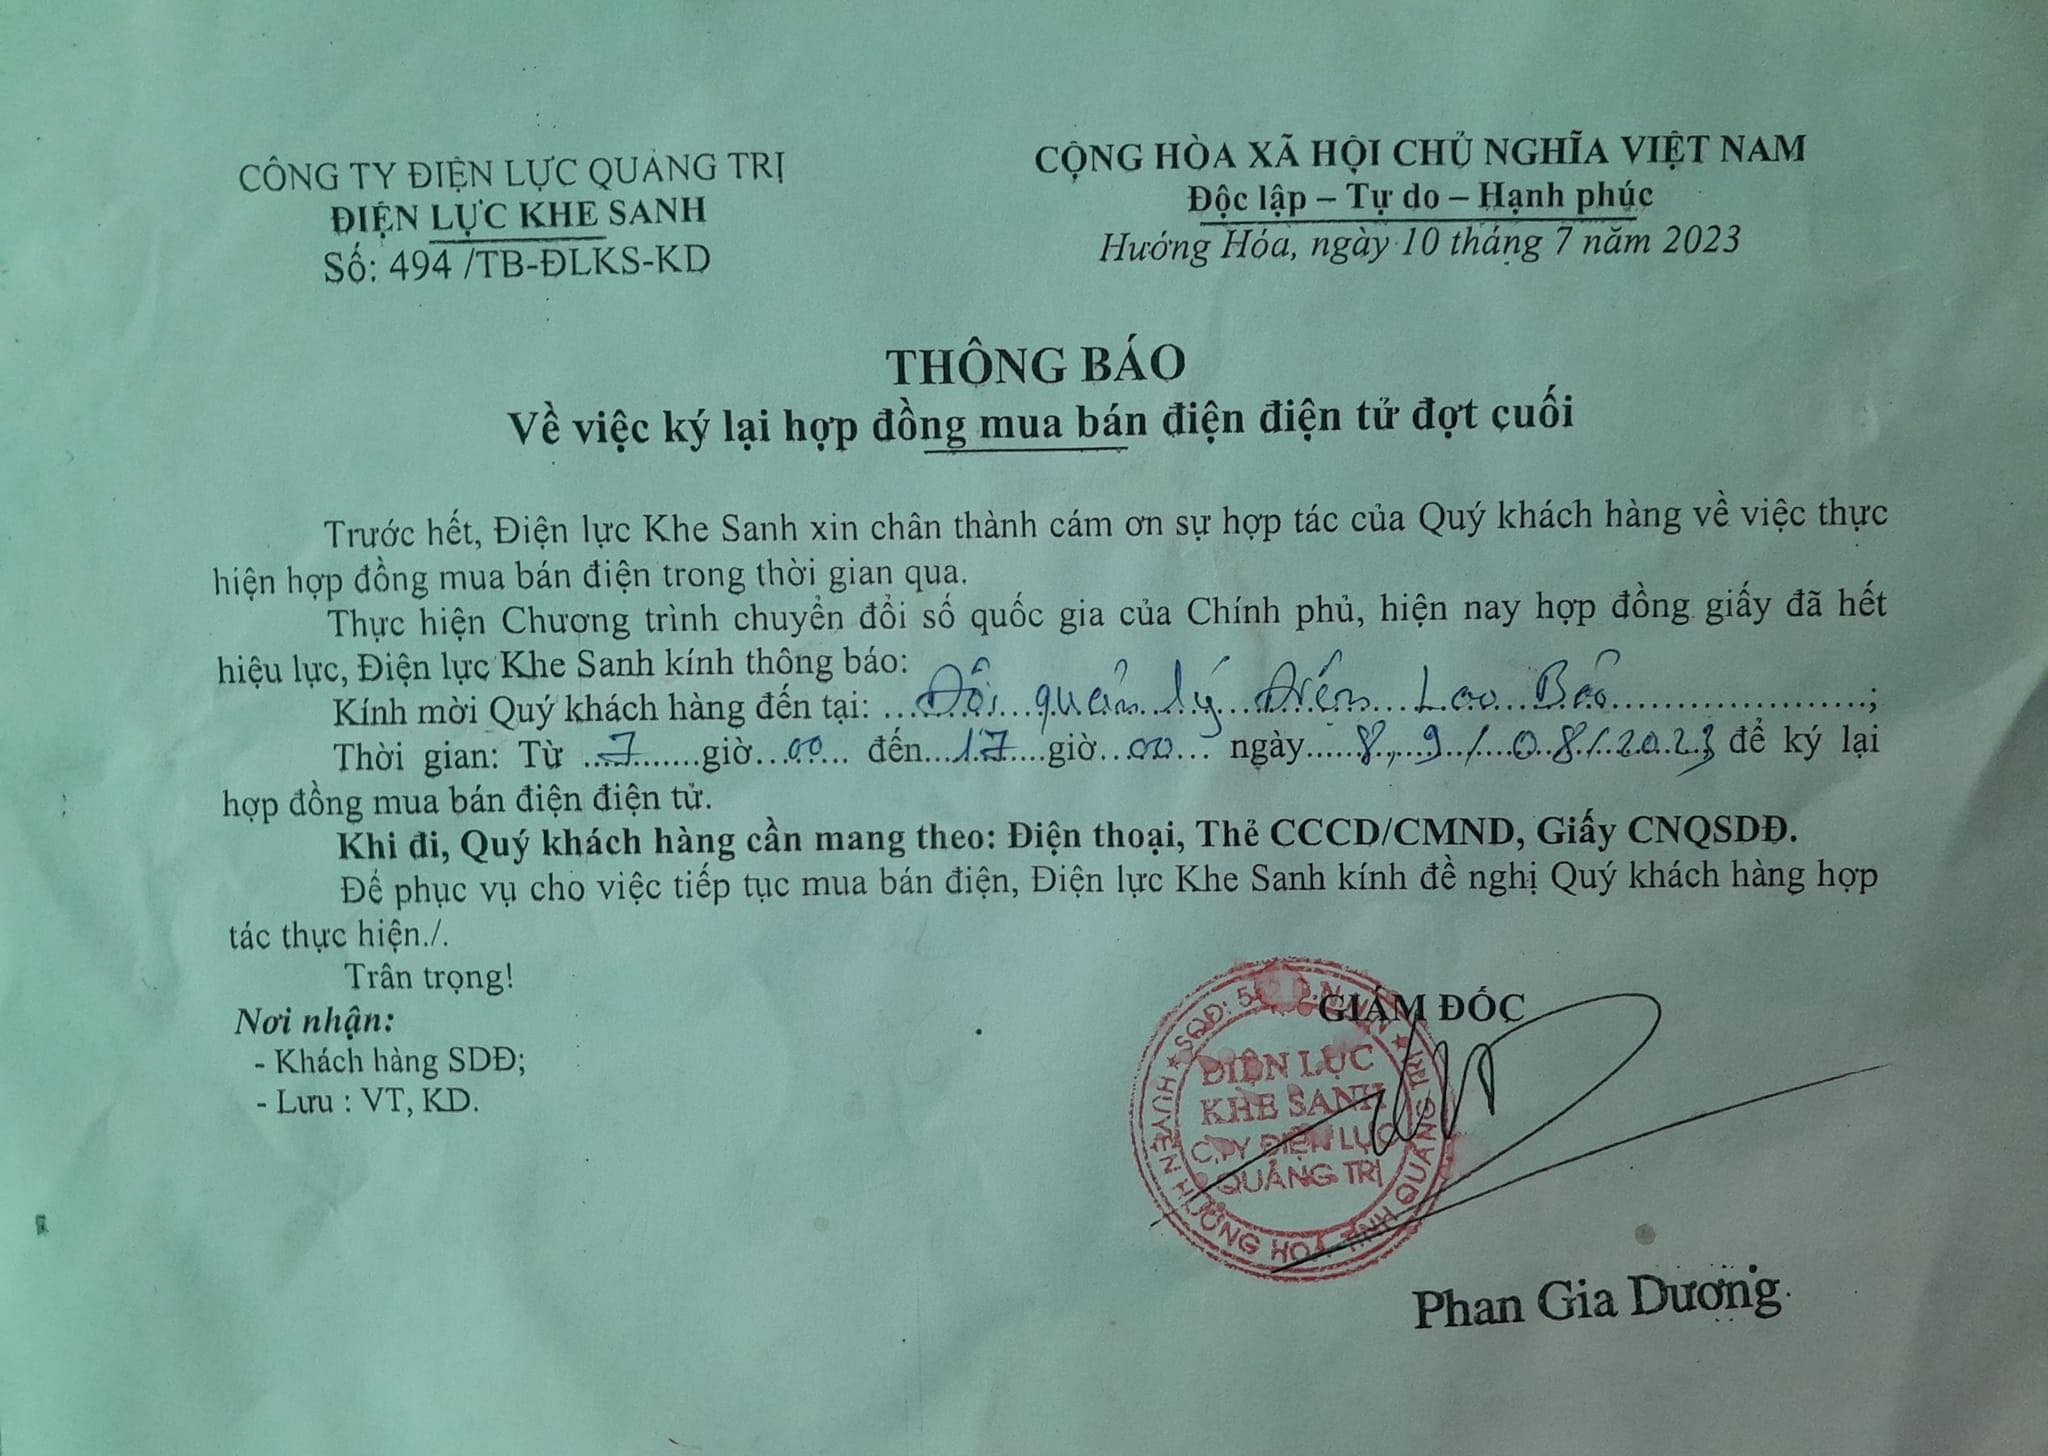 CÔNG TY ĐIỆN LỰC QUẢNG TRỊ
ĐIỆN LỰC KHE SANH
Số: 494 /TB-ĐLKS-KD
CỘNG HÒA XÃ HỘI CHỦ NGHĨA VIỆT NAM
Độc lập – Tự do – Hạnh phúc
Hướng Hóa, ngày 10 tháng 7 năm 2023
THÔNG BÁO
Về việc ký lại hợp đồng mua bán điện điện tử đợt cuối
Trước hết, Điện lực Khe Sanh xin chân thành cám ơn sự hợp tác của Quý khách hàng về việc thực
hiện hợp đồng mua bán điện trong thời gian qua.
Thực hiện Chương trình chuyển đổi số quốc gia của Chính phủ, hiện nay hợp đồng giấy đã hết
hiệu lực, Điện lực Khe Sanh kính thông báo:
Kính mời Quý khách hàng đến tại: ...Đội quản lý Điện Lao Bảo...;
Thời gian: Từ ...7...giờ...00... đến...17...giờ...00... ngày...8, 9/08/2023 để ký lại
hợp đồng mua bán điện điện tử.
Khi đi, Quý khách hàng cần mang theo: Điện thoại, Thẻ CCCD/CMND, Giấy CNQSDĐ.
Để phục vụ cho việc tiếp tục mua bán điện, Điện lực Khe Sanh kính đề nghị Quý khách hàng hợp
tác thực hiện./.
Trân trọng!
Nơi nhận:
- Khách hàng SDĐ;
- Lưu : VT, KD.
GIÁM ĐỐC
ĐIỆN LỰC
KHE SANH
C.TY ĐIỆN LỰC
QUẢNG TRỊ
HUYỆN HƯỚNG HOÁ TỈNH QUẢNG TRỊ
Phan Gia Dương